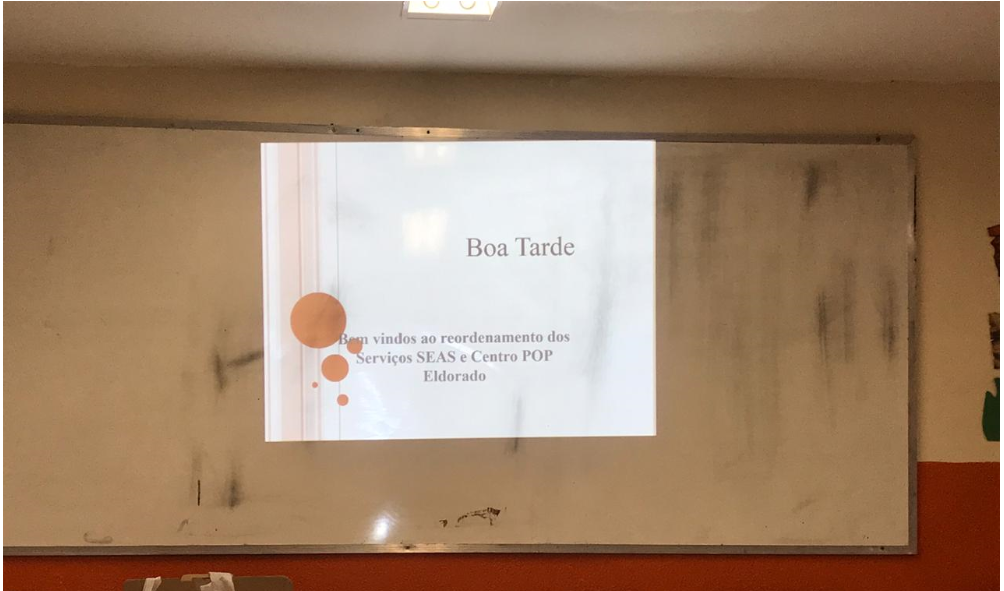 Boa Tarde
Bem vindos ao reordenamento dos
Serviços SEAS e Centro POP
Eldorado